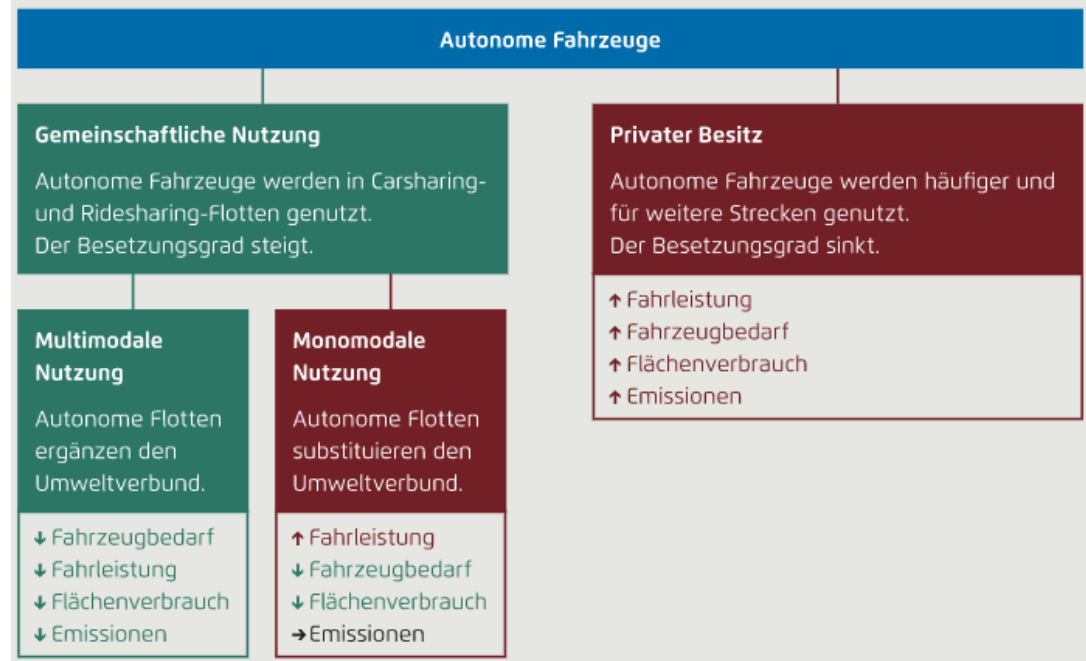 Autonome Fahrzeuge
Gemeinschaftliche Nutzung
Autonome Fahrzeuge werden in Carsharing-
und Ridesharing-Flotten genutzt.
Der Besetzungsgrad steigt.
Multimodale
Nutzung
Autonome Flotten
ergänzen den
Umweltverbund.
↓ Fahrzeugbedarf
↓ Fahrleistung
↓ Flächenverbrauch
↓ Emissionen
Monomodale
Nutzung
Autonome Flotten
substituieren den
Umweltverbund.
↑ Fahrleistung
↓ Fahrzeugbedarf
↓ Flächenverbrauch
→ Emissionen
Privater Besitz
Autonome Fahrzeuge werden häufiger und
für weitere Strecken genutzt.
Der Besetzungsgrad sinkt.
↑ Fahrleistung
↑ Fahrzeugbedarf
↑ Flächenverbrauch
↑ Emissionen